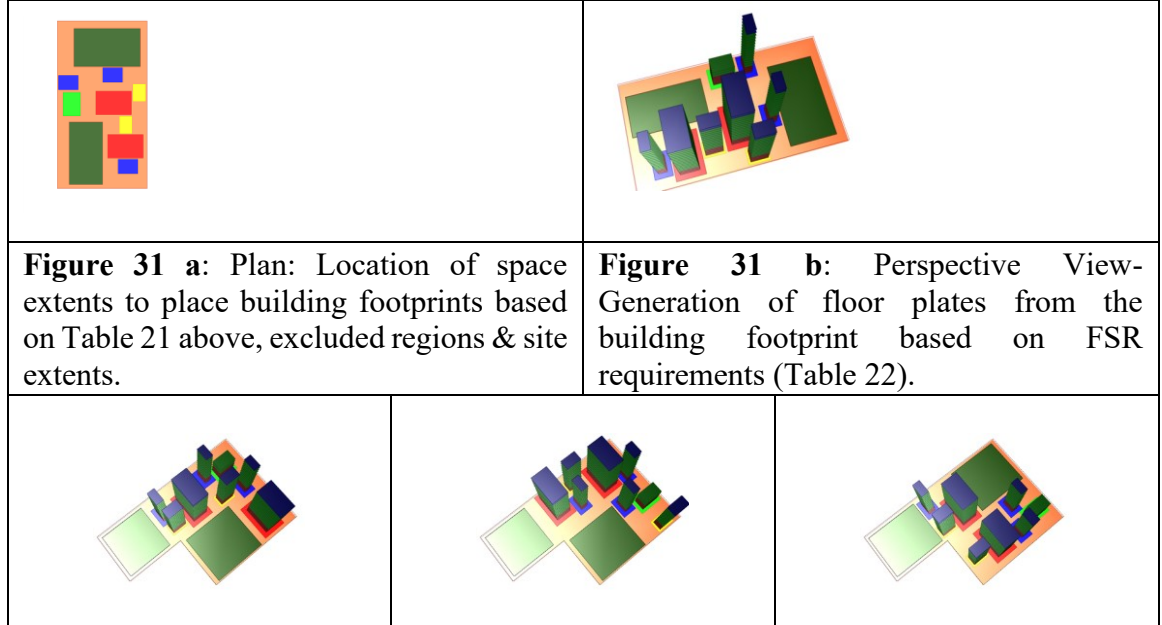 Figure 31 a: Plan: Location of space
extents to place building footprints based
on Table 21 above, excluded regions & site
extents.
Figure 31 b: Perspective View-
Generation of floor plates from the
building footprint based on FSR
requirements (Table 22).